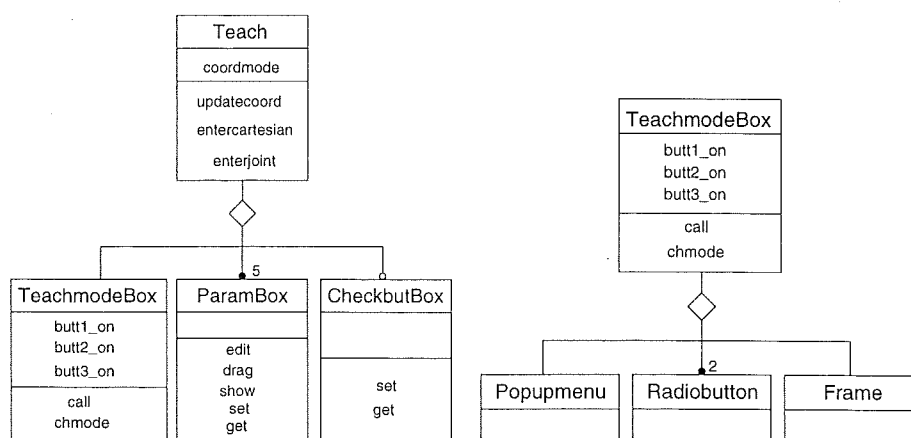 Teach
coordmode
updatecoord
entercartesian
enterjoint
5
TeachmodeBox
butt1_on
butt2_on
butt3_on
call
chmode
ParamBox
edit
drag
show
set
get
CheckbutBox
set
get
TeachmodeBox
butt1_on
butt2_on
butt3_on
call
chmode
2
Popupmenu
Radiobutton
Frame